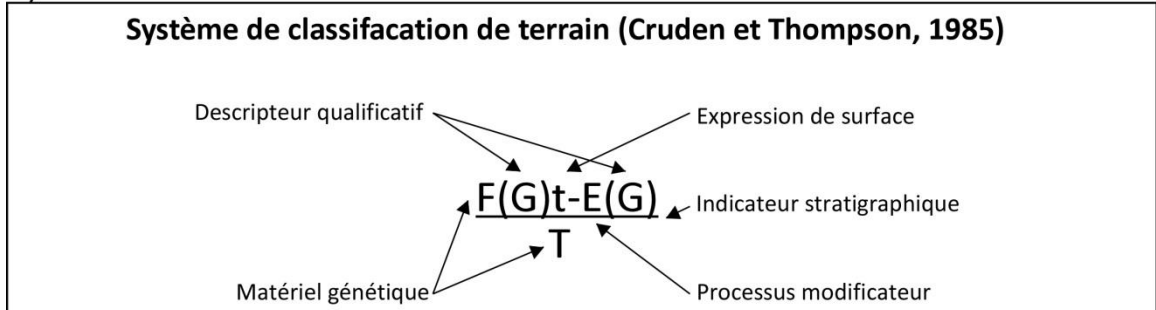 Système de classifacation de terrain (Cruden et Thompson, 1985)
Descripteur qualificatif
Expression de surface
F(G)t-E(G)
Indicateur stratigraphique
T
Matériel génétique
Processus modificateur